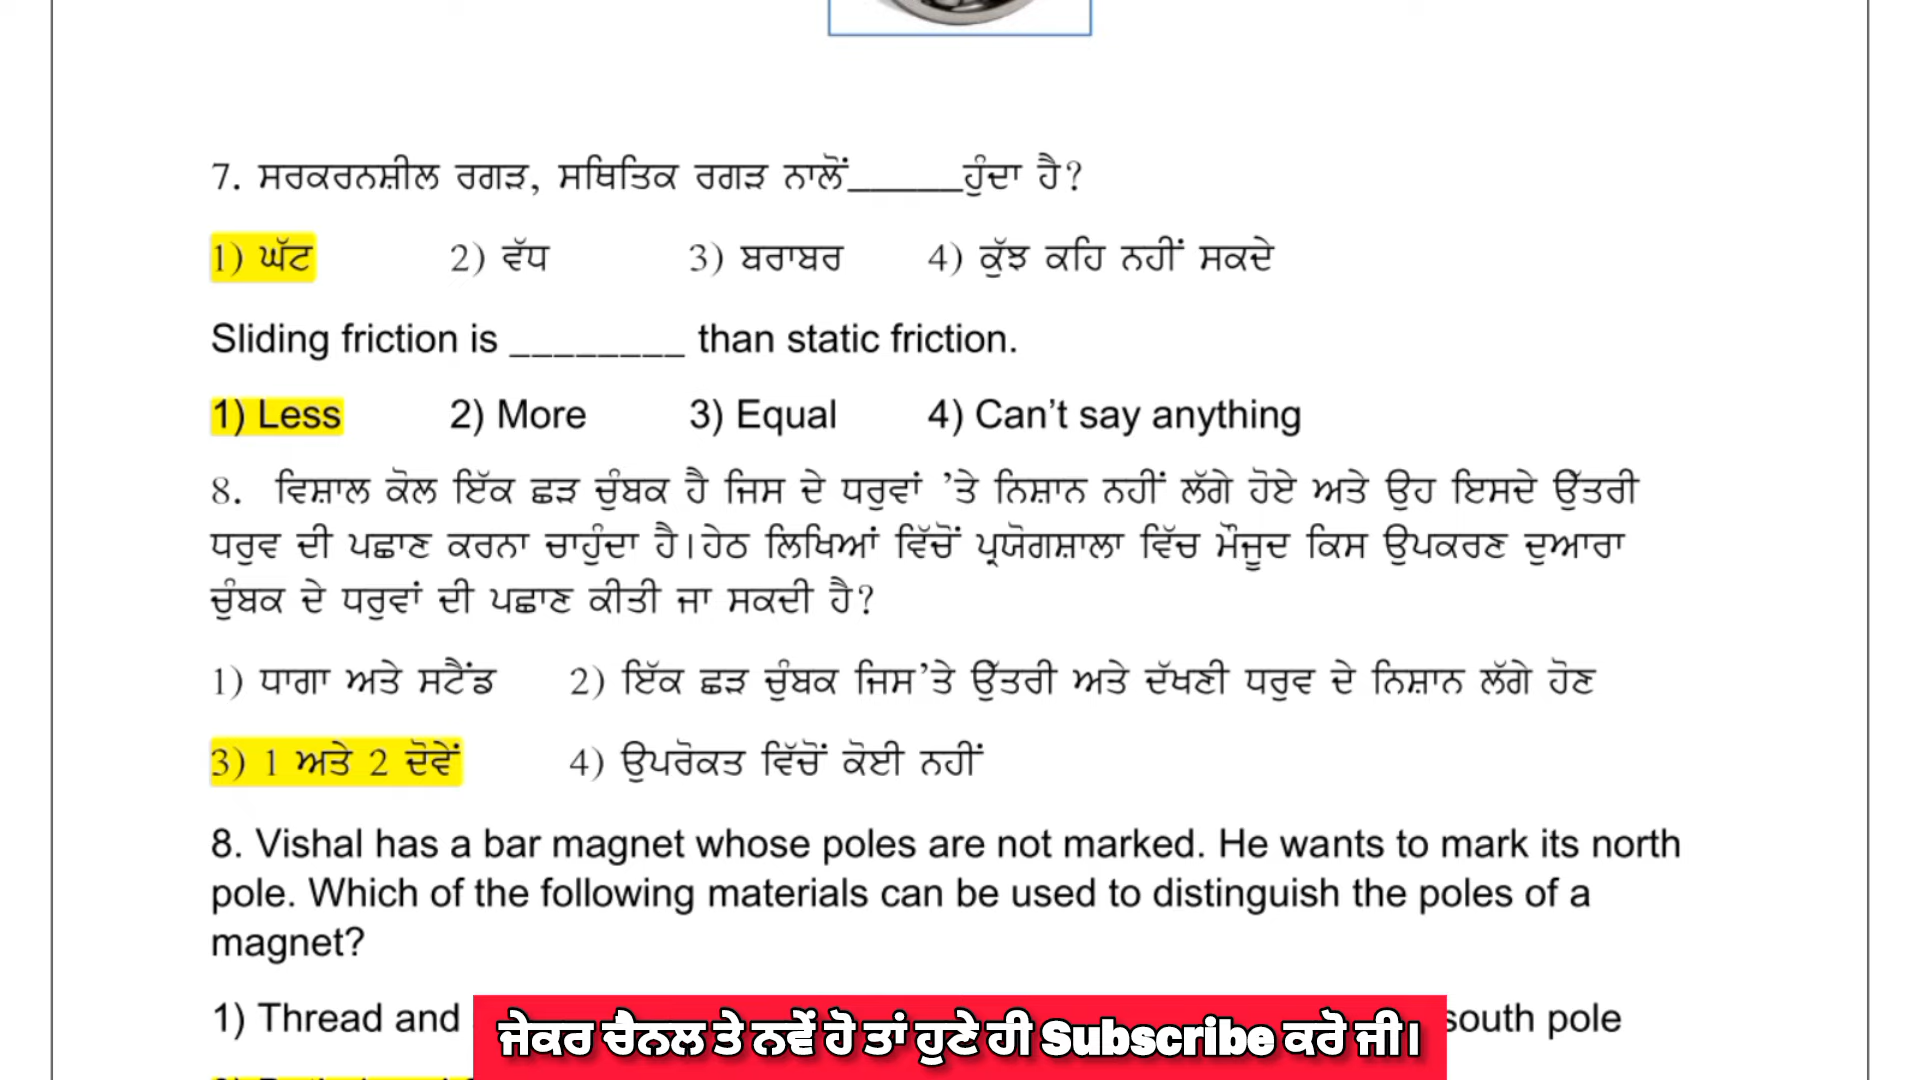 7. ਸਰਕਰਨਸ਼ੀਲ ਰਗੜ, ਸਥਿਤਿਕ ਰਗੜ ਨਾਲੋਂ______ਹੁੰਦਾ ਹੈ?
1) ਘੱਟ 2) ਵੱਧ 3) ਬਰਾਬਰ 4) ਕੁੱਝ ਕਹਿ ਨਹੀਂ ਸਕਦੇ
Sliding friction is ________ than static friction.
1) Less 2) More 3) Equal 4) Can’t say anything
8. ਵਿਸ਼ਾਲ ਕੋਲ ਇੱਕ ਛੜ ਚੁੰਬਕ ਹੈ ਜਿਸ ਦੇ ਧਰੁਵਾਂ ’ਤੇ ਨਿਸ਼ਾਨ ਨਹੀਂ ਲੱਗੇ ਹੋਏ ਅਤੇ ਉਹ ਇਸਦੇ ਉੱਤਰੀ
ਧਰੁਵ ਦੀ ਪਛਾਣ ਕਰਨਾ ਚਾਹੁੰਦਾ ਹੈ।ਹੇਠ ਲਿਖਿਆਂ ਵਿੱਚੋਂ ਪ੍ਰਯੋਗਸ਼ਾਲਾ ਵਿੱਚ ਮੌਜੂਦ ਕਿਸ ਉਪਕਰਣ ਦੁਆਰਾ
ਚੁੰਬਕ ਦੇ ਧਰੁਵਾਂ ਦੀ ਪਛਾਣ ਕੀਤੀ ਜਾ ਸਕਦੀ ਹੈ?
1) ਧਾਗਾ ਅਤੇ ਸਟੈਂਡ 2) ਇੱਕ ਛੜ ਚੁੰਬਕ ਜਿਸ’ਤੇ ਉੱਤਰੀ ਅਤੇ ਦੱਖਣੀ ਧਰੁਵ ਦੇ ਨਿਸ਼ਾਨ ਲੱਗੇ ਹੋਣ
3) 1 ਅਤੇ 2 ਦੋਵੇਂ 4) ਉਪਰੋਕਤ ਵਿੱਚੋਂ ਕੋਈ ਨਹੀਂ
8. Vishal has a bar magnet whose poles are not marked. He wants to mark its north
pole. Which of the following materials can be used to distinguish the poles of a
magnet?
1) Thread and south pole
ਜੇਕਰ ਚੈਨਲ ਤੇ ਨਵੇਂ ਹੋ ਤਾਂ ਹੁਣੇ ਹੀ Subscribe ਕਰੋ ਜੀ।